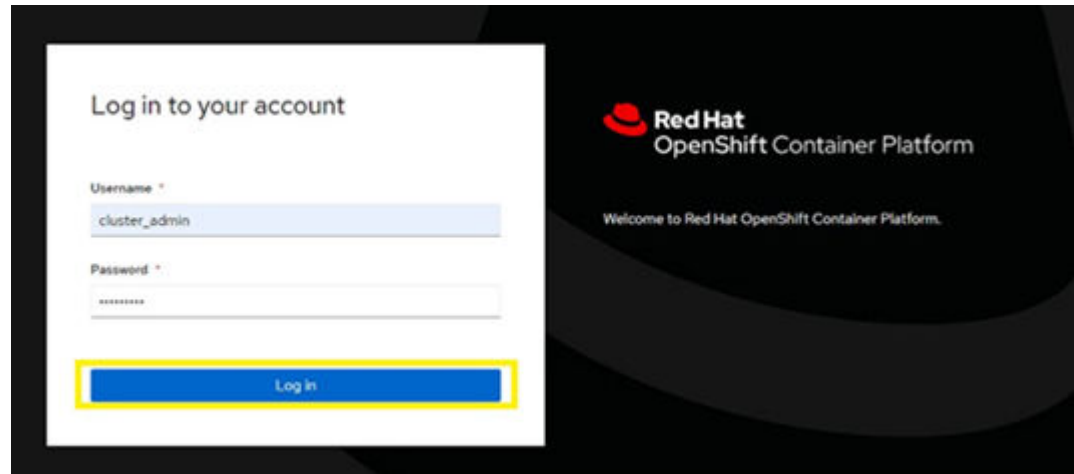 Log in to your account
Username *
cluster_admin
Password *
•••••••••
Log in
Red Hat
OpenShift Container Platform
Welcome to Red Hat OpenShift Container Platform.